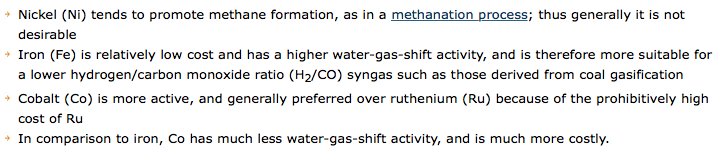 Nickel (Ni) tends to promote methane formation, as in a methanation process; thus generally it is not
desirable
Iron (Fe) is relatively low cost and has a higher water-gas-shift activity, and is therefore more suitable for
a lower hydrogen/carbon monoxide ratio (H₂/CO) syngas such as those derived from coal gasification
Cobalt (Co) is more active, and generally preferred over ruthenium (Ru) because of the prohibitively high
cost of Ru
In comparison to iron, Co has much less water-gas-shift activity, and is much more costly.